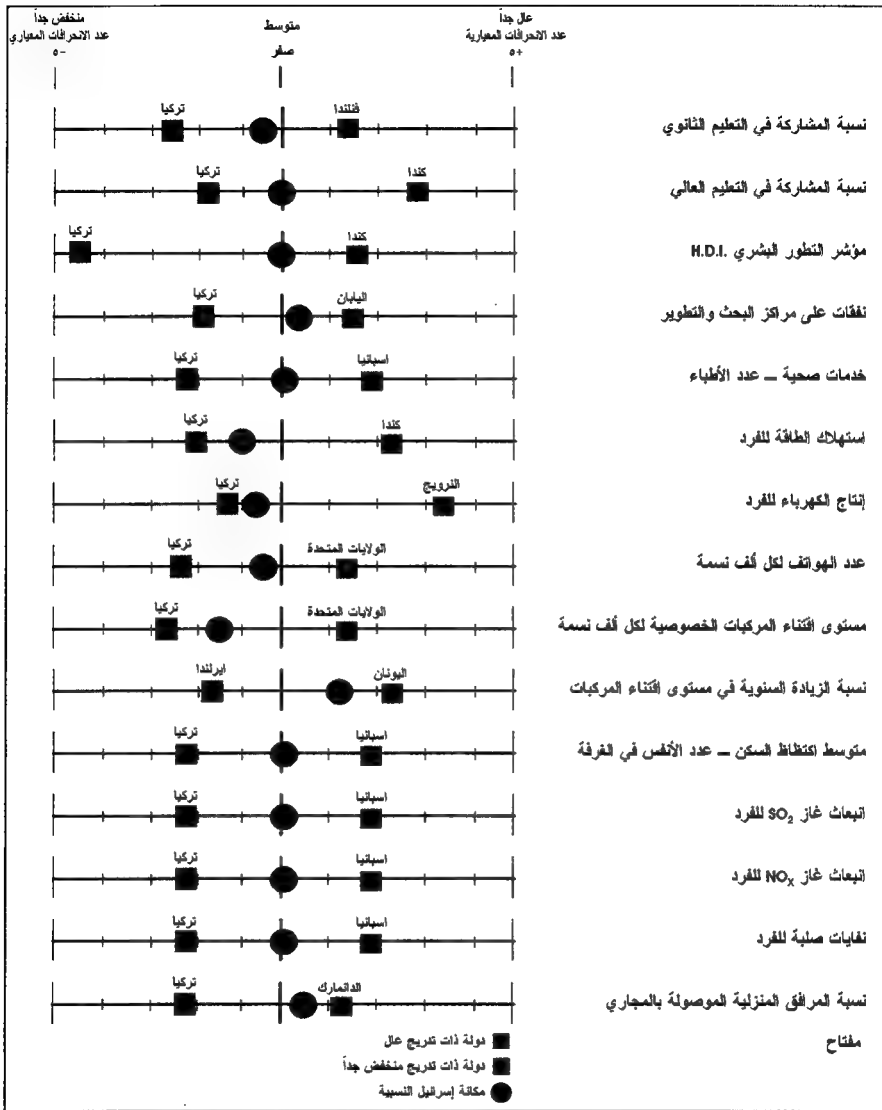 عال جداً
عدد الانحرافات المعيارية
+٥
متوسط
صفر
منخفض جداً
عدد الانحرافات المعياري
-٥
نسبة المشاركة في التعليم الثانوي
فنلندا
تركيا
نسبة المشاركة في التعليم العالي
كندا
تركيا
مؤشر التطور البشري .H.D.I
كندا
تركيا
نفقات على مراكز البحث والتطوير
اليابان
تركيا
خدمات صحية – عدد الأطباء
اسبانيا
تركيا
استهلاك الطاقة للفرد
كندا
تركيا
إنتاج الكهرباء للفرد
النرويج
تركيا
عدد الهواتف لكل ألف نسمة
الولايات المتحدة
تركيا
مستوى اقتناء المركبات الخصوصية لكل ألف نسمة
الولايات المتحدة
تركيا
نسبة الزيادة السنوية في مستوى اقتناء المركبات
اليونان
ايرلندا
متوسط اكتظاظ السكن – عدد الأنفس في الغرفة
اسبانيا
تركيا
انبعاث غاز SO₂ للفرد
اسبانيا
تركيا
انبعاث غاز NOₓ للفرد
اسبانيا
تركيا
نفايات صلبة للفرد
اسبانيا
تركيا
نسبة المرافق المنزلية الموصولة بالمجاري
الدانمارك
تركيا
مفتاح
دولة ذات تدريج عال
دولة ذات تدريج منخفض جداً
مكانة إسرائيل النسبية